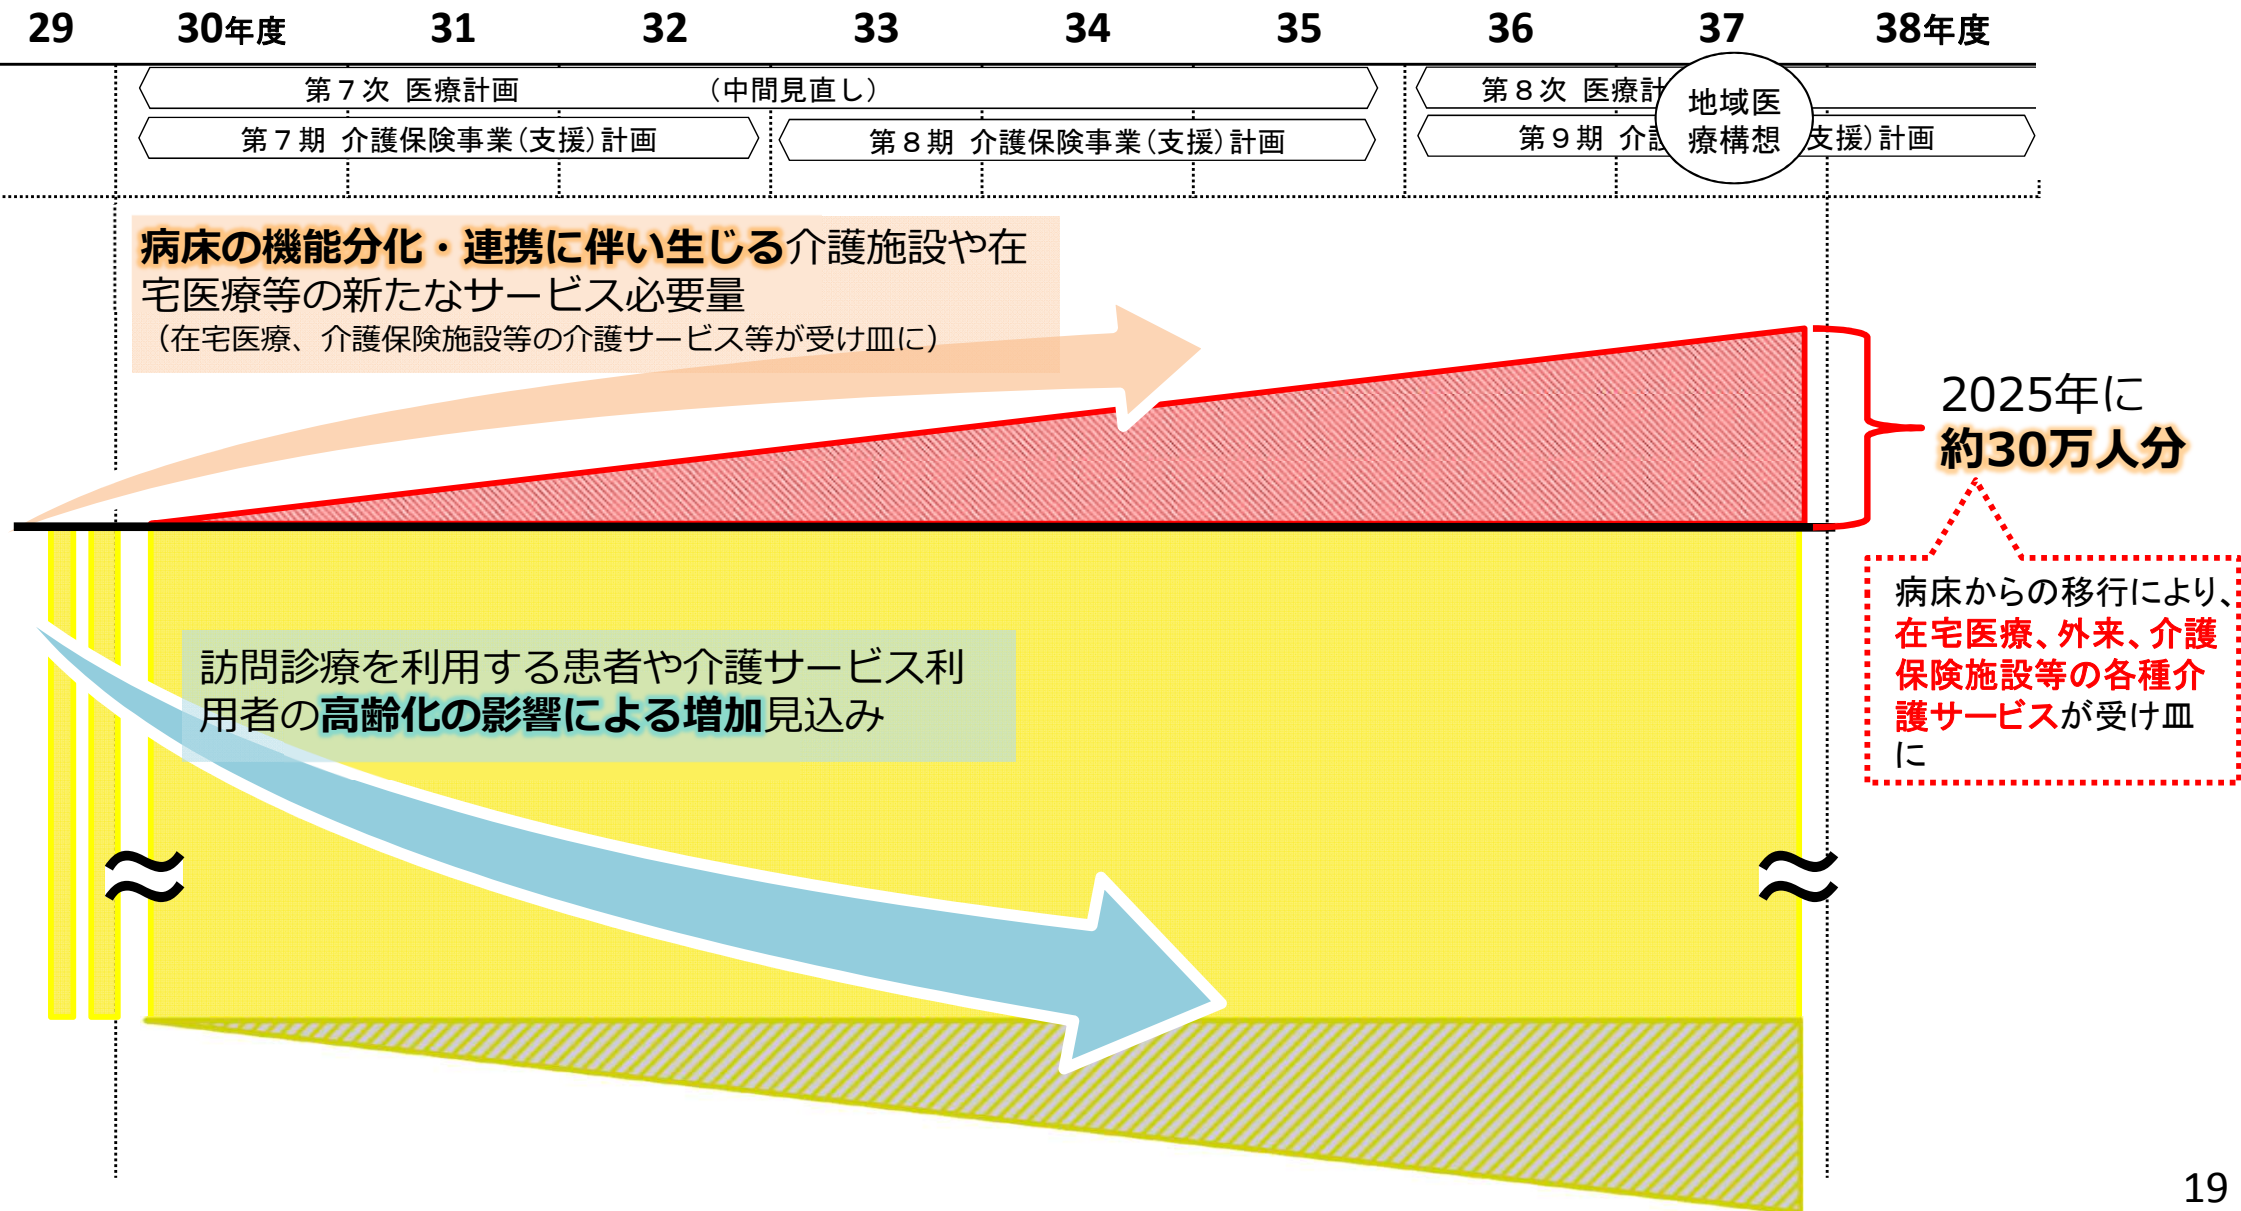 29 30年度 31 32 33 34 35 36 37 38年度
第７次 医療計画 （中間見直し）
第８次 医療計
地域医
療構想
第７期 介護保険事業（支援）計画
第８期 介護保険事業（支援）計画
第９期 介 支援）計画
病床の機能分化・連携に伴い生じる介護施設や在
宅医療等の新たなサービス必要量
（在宅医療、介護保険施設等の介護サービス等が受け皿に）
2025年に
約30万人分
病床からの移行により、
在宅医療、外来、介護
保険施設等の各種介
護サービスが受け皿
に
訪問診療を利用する患者や介護サービス利
用者の高齢化の影響による増加見込み
≈
≈
19